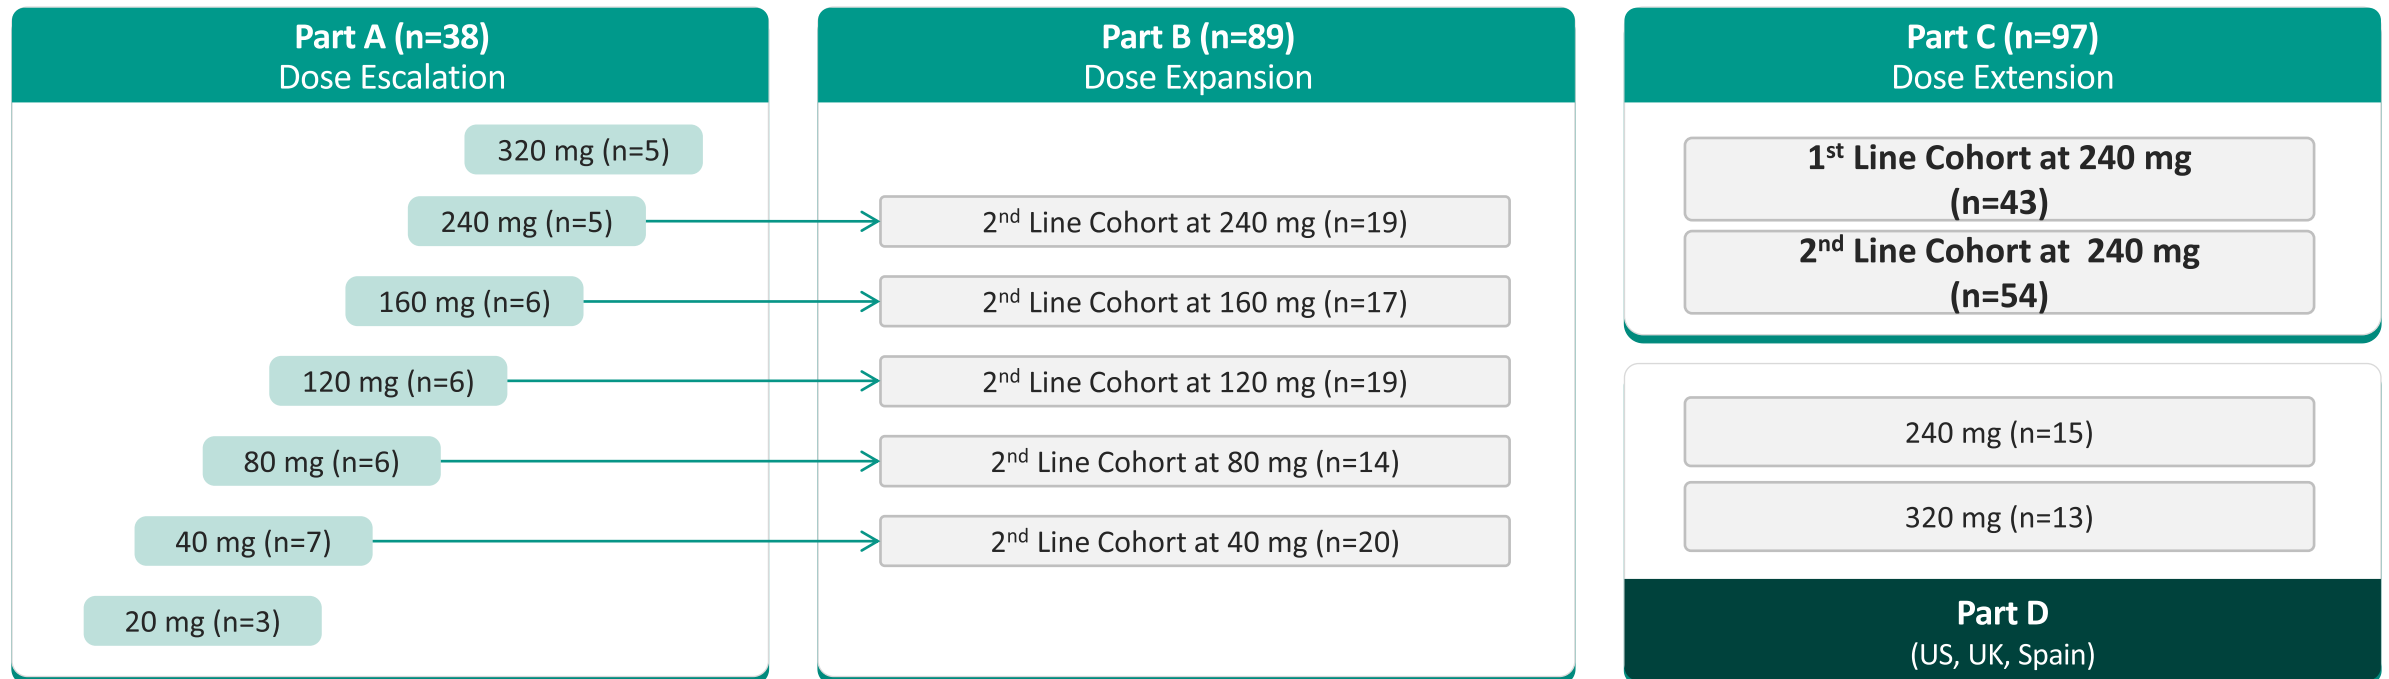 Part A (n=38)
Dose Escalation
320 mg (n=5)
240 mg (n=5)
160 mg (n=6)
120 mg (n=6)
80 mg (n=6)
40 mg (n=7)
20 mg (n=3)
Part B (n=89)
Dose Expansion
2nd Line Cohort at 240 mg (n=19)
2nd Line Cohort at 160 mg (n=17)
2nd Line Cohort at 120 mg (n=19)
2nd Line Cohort at 80 mg (n=14)
2nd Line Cohort at 40 mg (n=20)
Part C (n=97)
Dose Extension
1st Line Cohort at 240 mg
(n=43)
2nd Line Cohort at  240 mg
(n=54)
240 mg (n=15)
320 mg (n=13)
Part D
(US, UK, Spain)